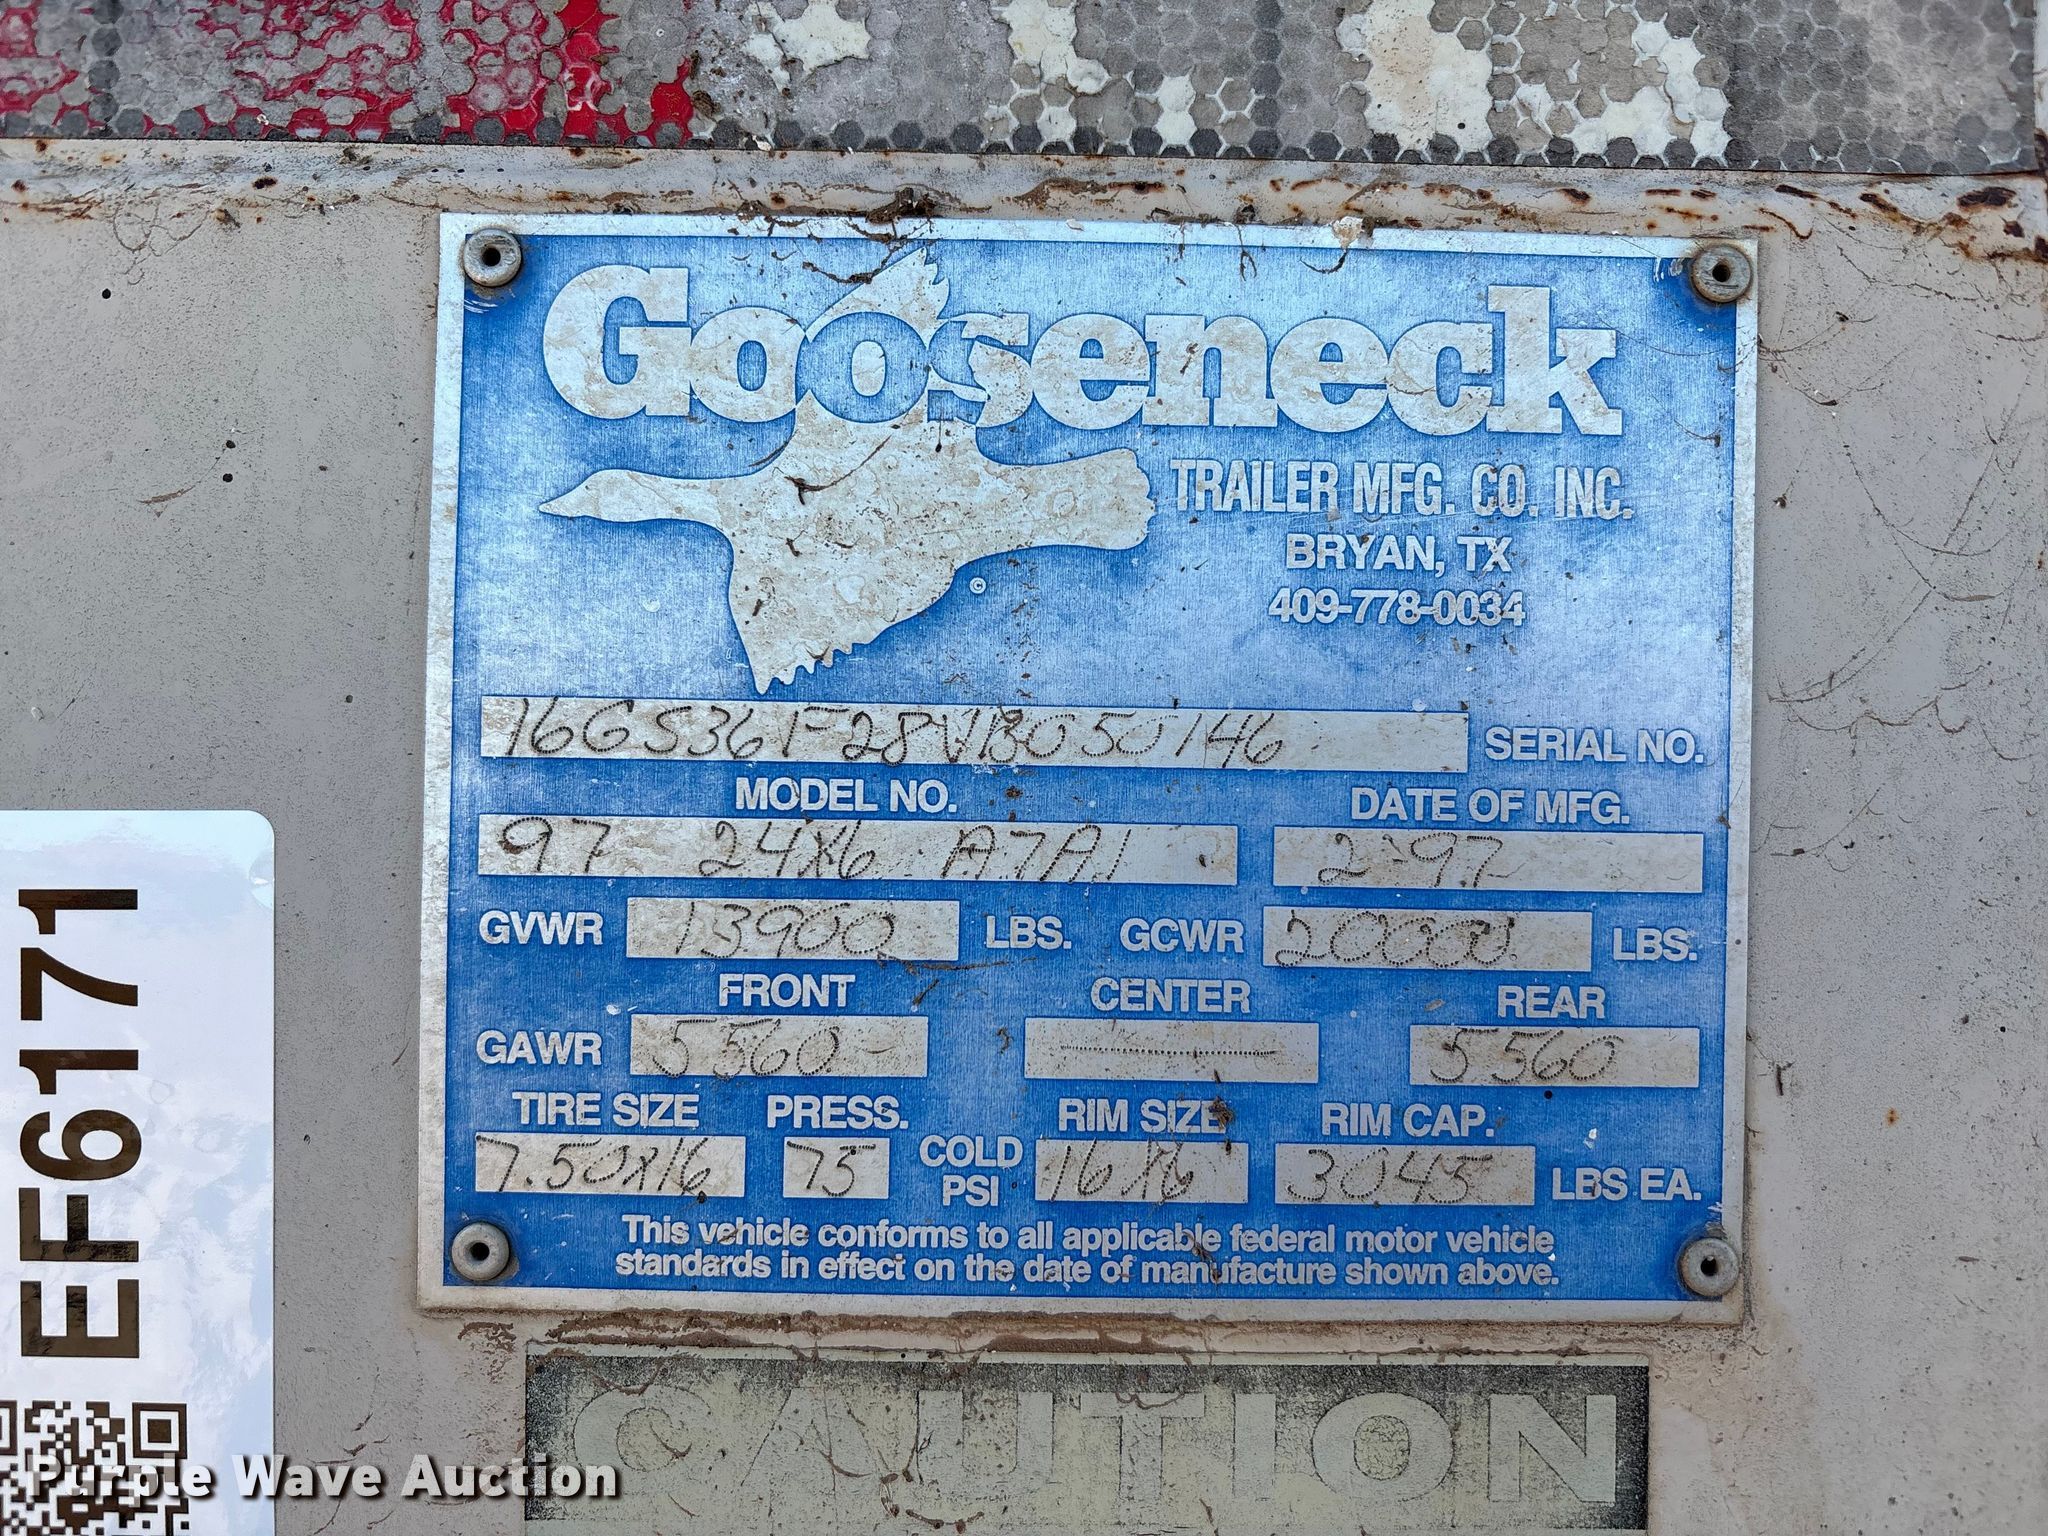 Gooseneck
TRAILER MFG. CO. INC.
BRYAN, TX
409-778-0034
©
16GS361F28VB050146 SERIAL NO.
MODEL NO. DATE OF MFG.
97 24X6 A7A1 2-97
GVWR 13900 LBS. GCWR 20000 LBS.
FRONT CENTER REAR
GAWR 5560 5560
TIRE SIZE PRESS. RIM SIZE RIM CAP.
7.50X16 75 COLD PSI 16X6 3045 LBS EA.
This vehicle conforms to all applicable federal motor vehicle
standards in effect on the date of manufacture shown above.
CAUTION
EF6171
Purple Wave Auction